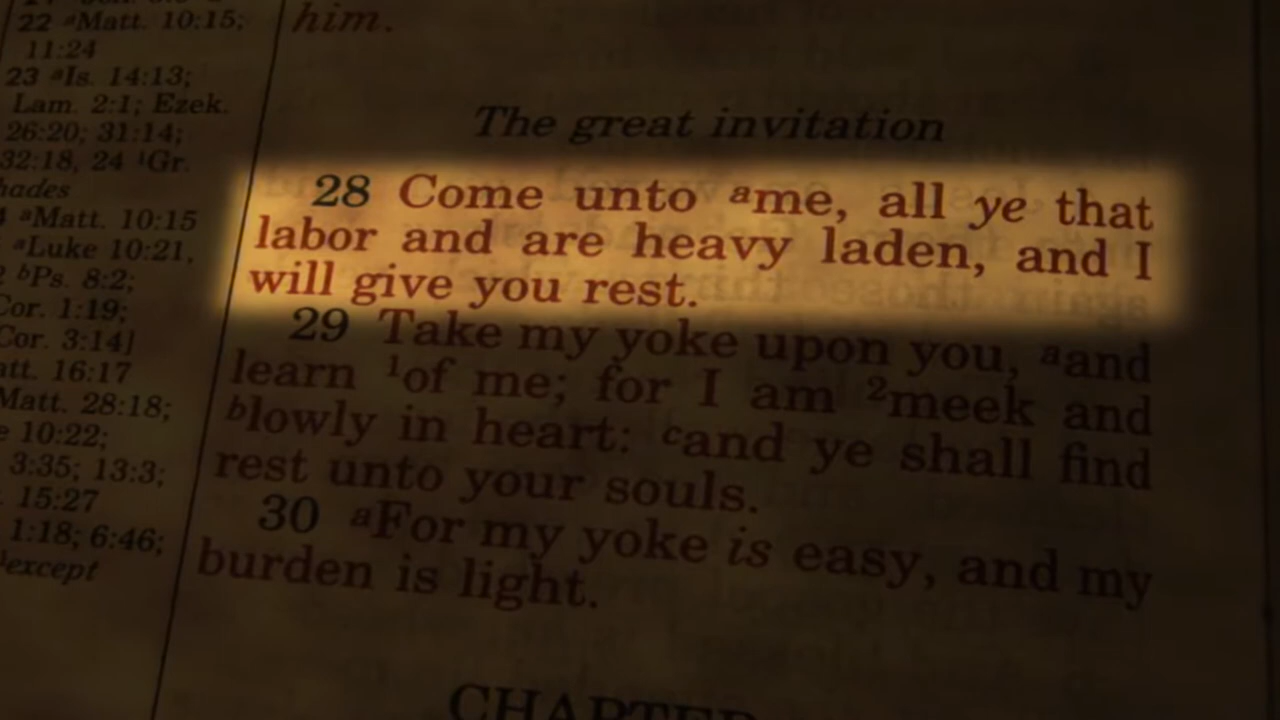 22 ᵃMatt. 10:15;
11:24
23 ᵃIs. 14:13;
Lam. 2:1; Ezek.
26:20; 31:14;
32:18, 24 ¹Gr.
hades
ᵃMatt. 10:15
ᵃLuke 10:21,
ᵇPs. 8:2;
Cor. 1:19;
Cor. 3:14]
16:17
Matt. 28:18;
10:22;
3:35; 13:3;
15:27
1:18; 6:46;
except
him.
The great invitation
28 Come unto ᵃme, all ye that
labor and are heavy laden, and I
will give you rest.
29 Take my yoke upon you, ᵃand
learn ¹of me; for I am ²meek and
ᵇlowly in heart: ᶜand ye shall find
rest unto your souls.
30 ᵃFor my yoke is easy, and my
burden is light.
CHAPTER